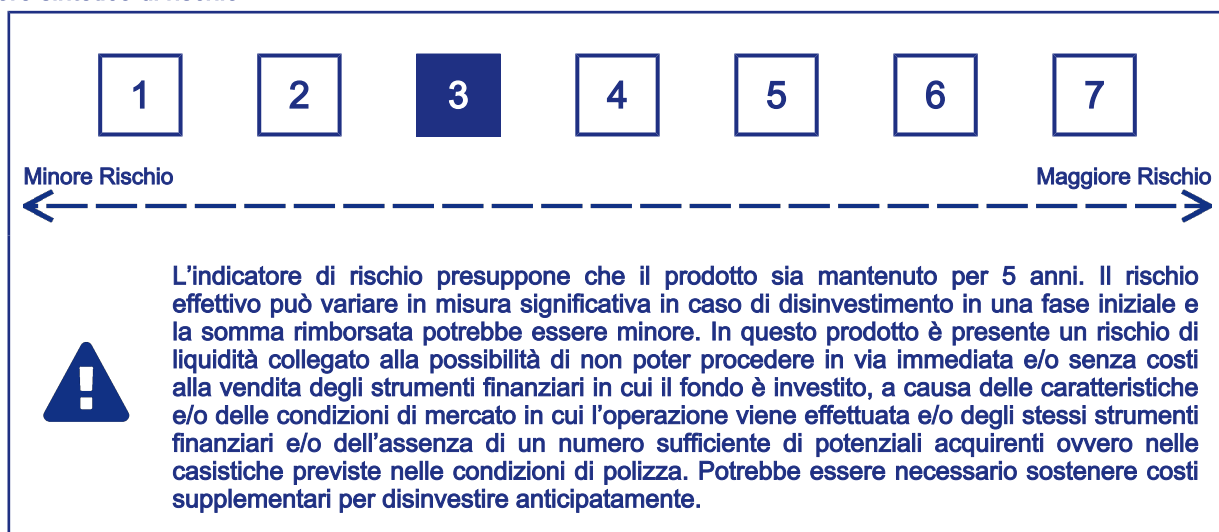 1 2 3 4 5 6 7
Minore Rischio Maggiore Rischio
L'indicatore di rischio presuppone che il prodotto sia mantenuto per 5 anni. Il rischio
effettivo può variare in misura significativa in caso di disinvestimento in una fase iniziale e
la somma rimborsata potrebbe essere minore. In questo prodotto è presente un rischio di
liquidità collegato alla possibilità di non poter procedere in via immediata e/o senza costi
alla vendita degli strumenti finanziari in cui il fondo è investito, a causa delle caratteristiche
e/o delle condizioni di mercato in cui l'operazione viene effettuata e/o degli stessi strumenti
finanziari e/o dell'assenza di un numero sufficiente di potenziali acquirenti ovvero nelle
casistiche previste nelle condizioni di polizza. Potrebbe essere necessario sostenere costi
supplementari per disinvestire anticipatamente.